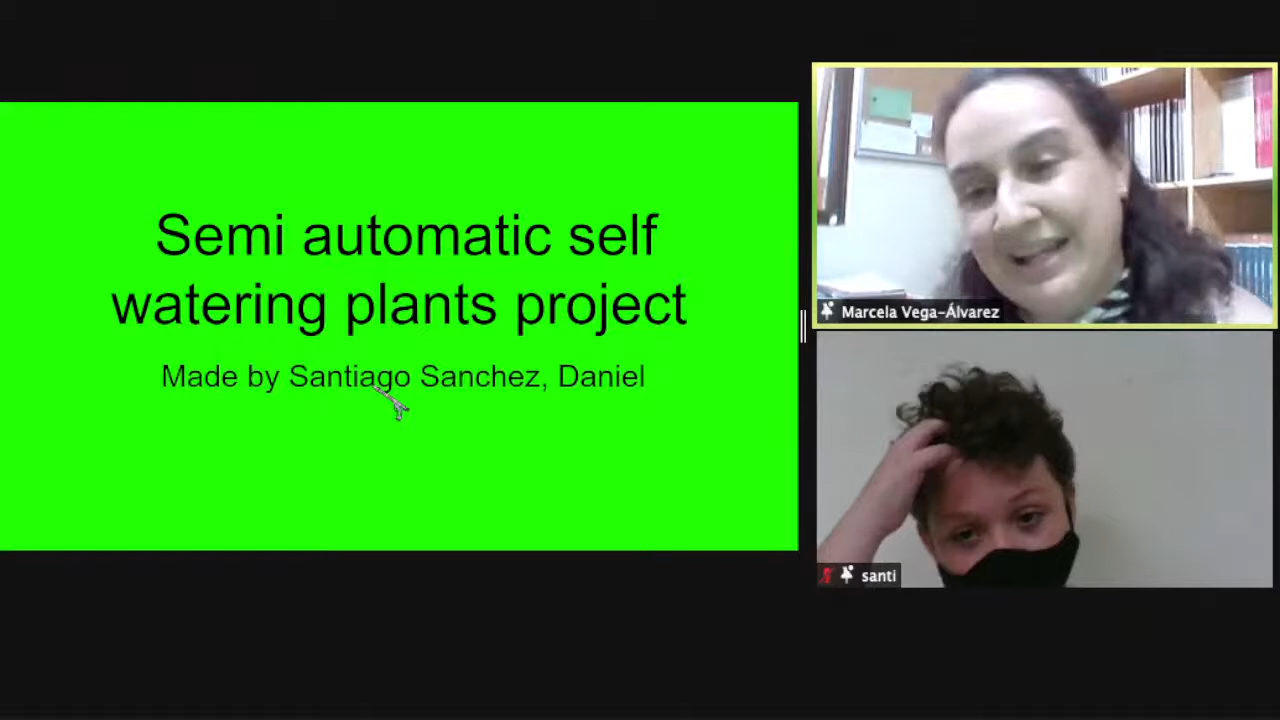 Semi automatic self
watering plants project
Made by Santiago Sanchez, Daniel
Marcela Vega-Álvarez
santi